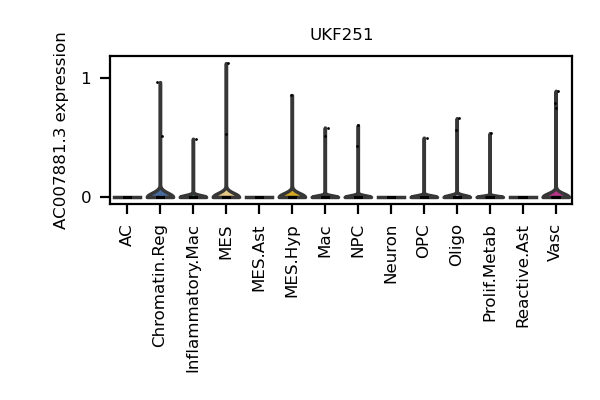 UKF251
AC007881.3 expression
1
0
AC
Chromatin.Reg
Inflammatory.Mac
MES
MES.Ast
MES.Hyp
Mac
NPC
Neuron
OPC
Oligo
Prolif.Metab
Reactive.Ast
Vasc